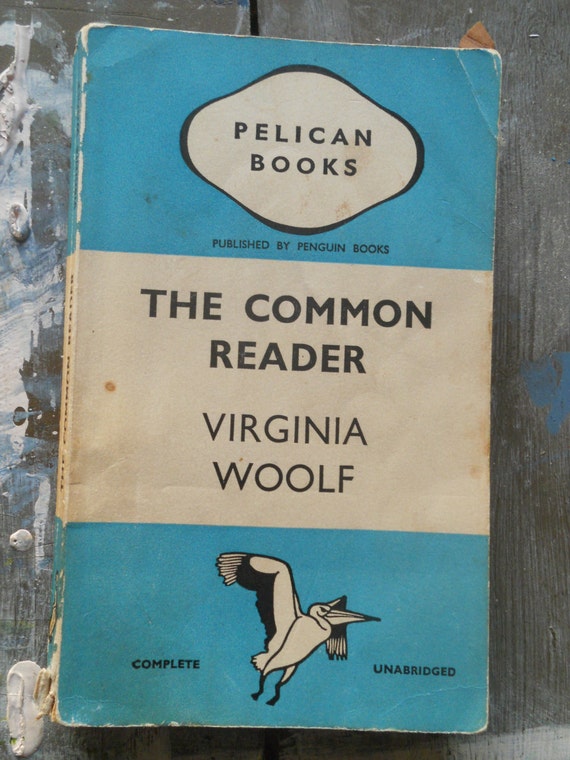 PELICAN
BOOKS
PUBLISHED BY PENGUIN BOOKS
THE COMMON
READER
VIRGINIA
WOOLF
COMPLETE UNABRIDGED